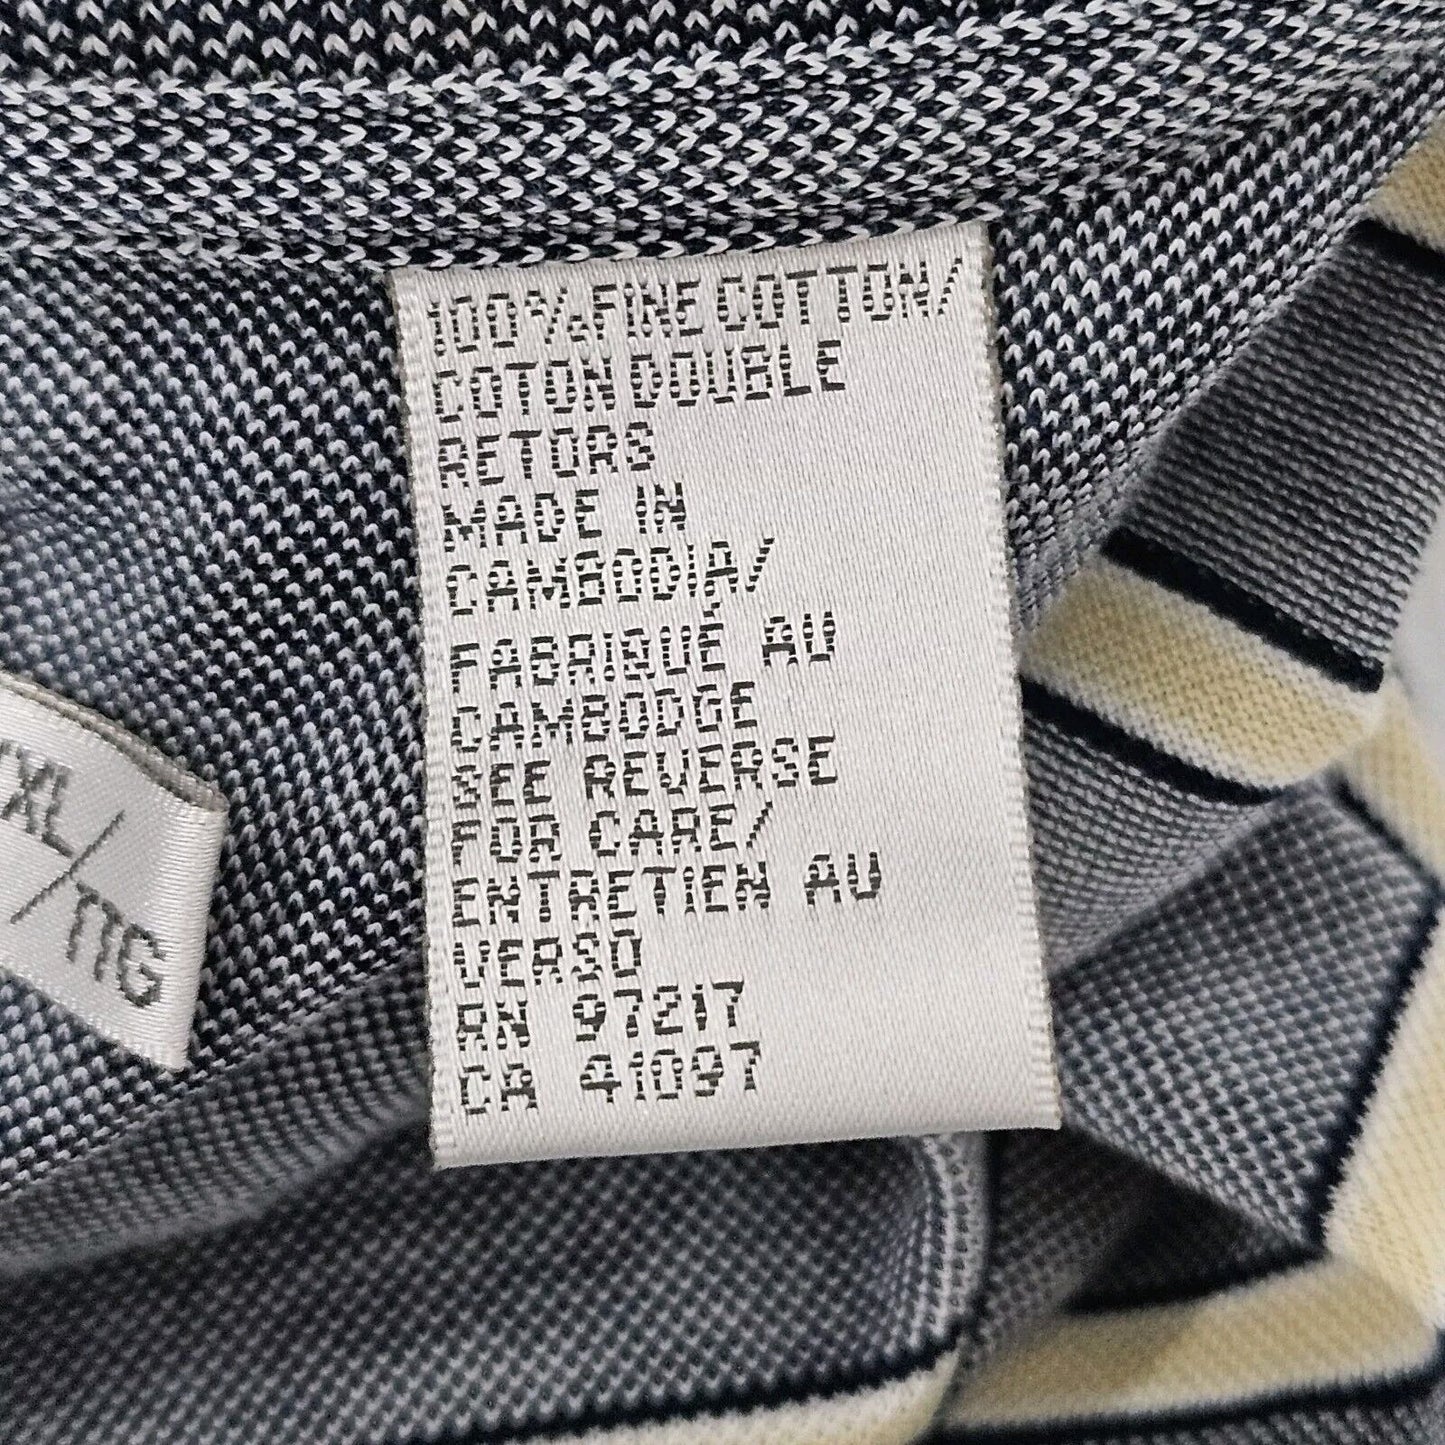 100% FINE COTTON/
COTON DOUBLE
RETORS
MADE IN
CAMBODIA/
FABRIQUÉ AU
CAMBODGE
SEE REVERSE
FOR CARE/
ENTRETIEN AU
VERSO
RN 97217
CA 41097
XL/TTG